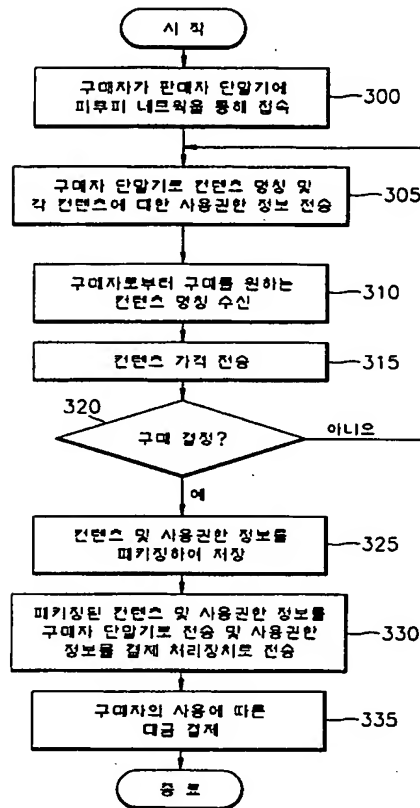 시 작
구매자가 판매자 단말기에
피투피 네트웍을 통해 접속
300
구매자 단말기로 컨텐츠 명칭 및
각 컨텐츠에 대한 사용권한 정보 전송
305
구매자로부터 구매를 원하는
컨텐츠 명칭 수신
310
컨텐츠 가격 전송
315
320
구매 결정?
아니오
예
컨텐츠 및 사용권한 정보를
패키징하여 저장
325
패키징된 컨텐츠 및 사용권한 정보를
구매자 단말기로 전송 및 사용권한
정보를 결제 처리장치로 전송
330
구매자의 사용에 따른
대금 결제
335
종 료